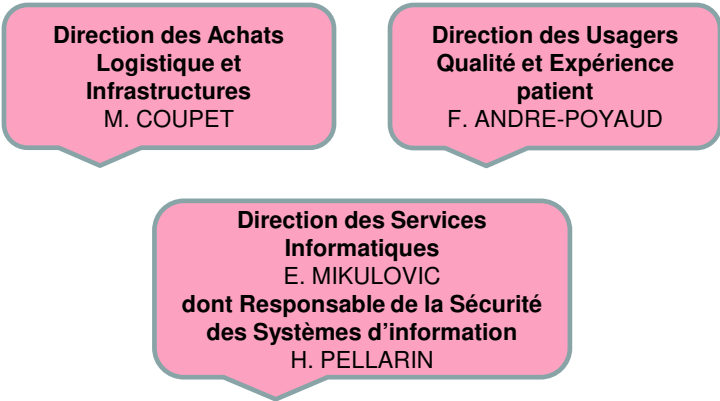 Direction des Achats
Logistique et
Infrastructures
M. COUPET
Direction des Usagers
Qualité et Expérience
patient
F. ANDRE-POYAUD
Direction des Services
Informatiques
E. MIKULOVIC
dont Responsable de la Sécurité
des Systèmes d'information
H. PELLARIN